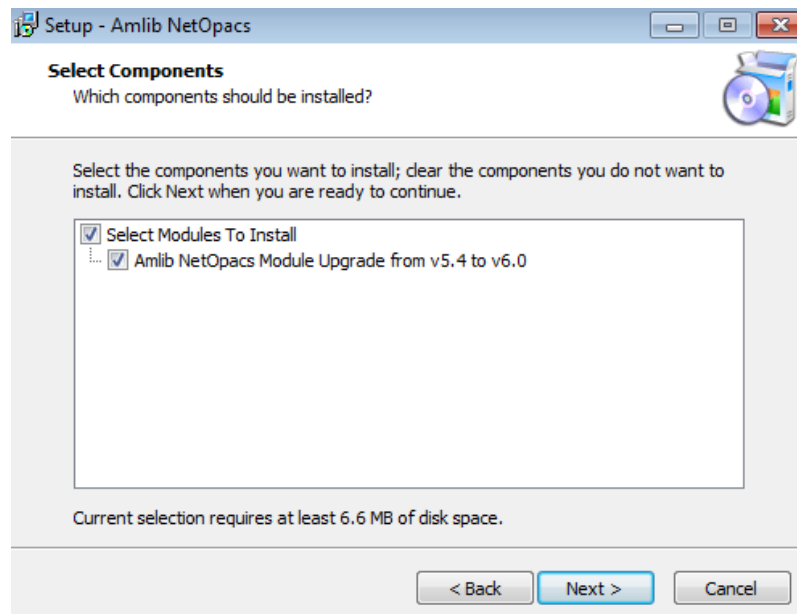 Setup - Amlib NetOpacs
Select Components
Which components should be installed?
Select the components you want to install; clear the components you do not want to
install. Click Next when you are ready to continue.
Select Modules To Install
Amlib NetOpacs Module Upgrade from v5.4 to v6.0
Current selection requires at least 6.6 MB of disk space.
< Back Next > Cancel